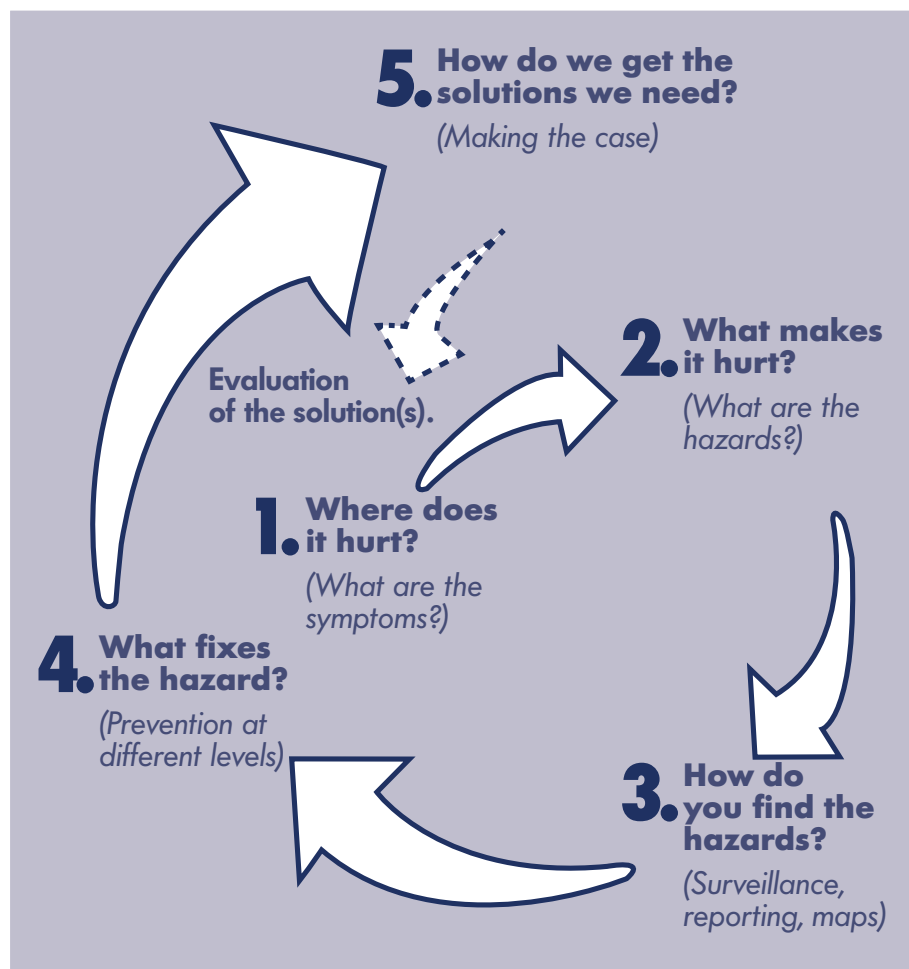 5. How do we get the
solutions we need?
(Making the case)
Evaluation
of the solution(s).
2. What makes
it hurt?
(What are the
hazards?)
1. Where does
it hurt?
(What are the
symptoms?)
4. What fixes
the hazard?
(Prevention at
different levels)
3. How do
you find the
hazards?
(Surveillance,
reporting, maps)